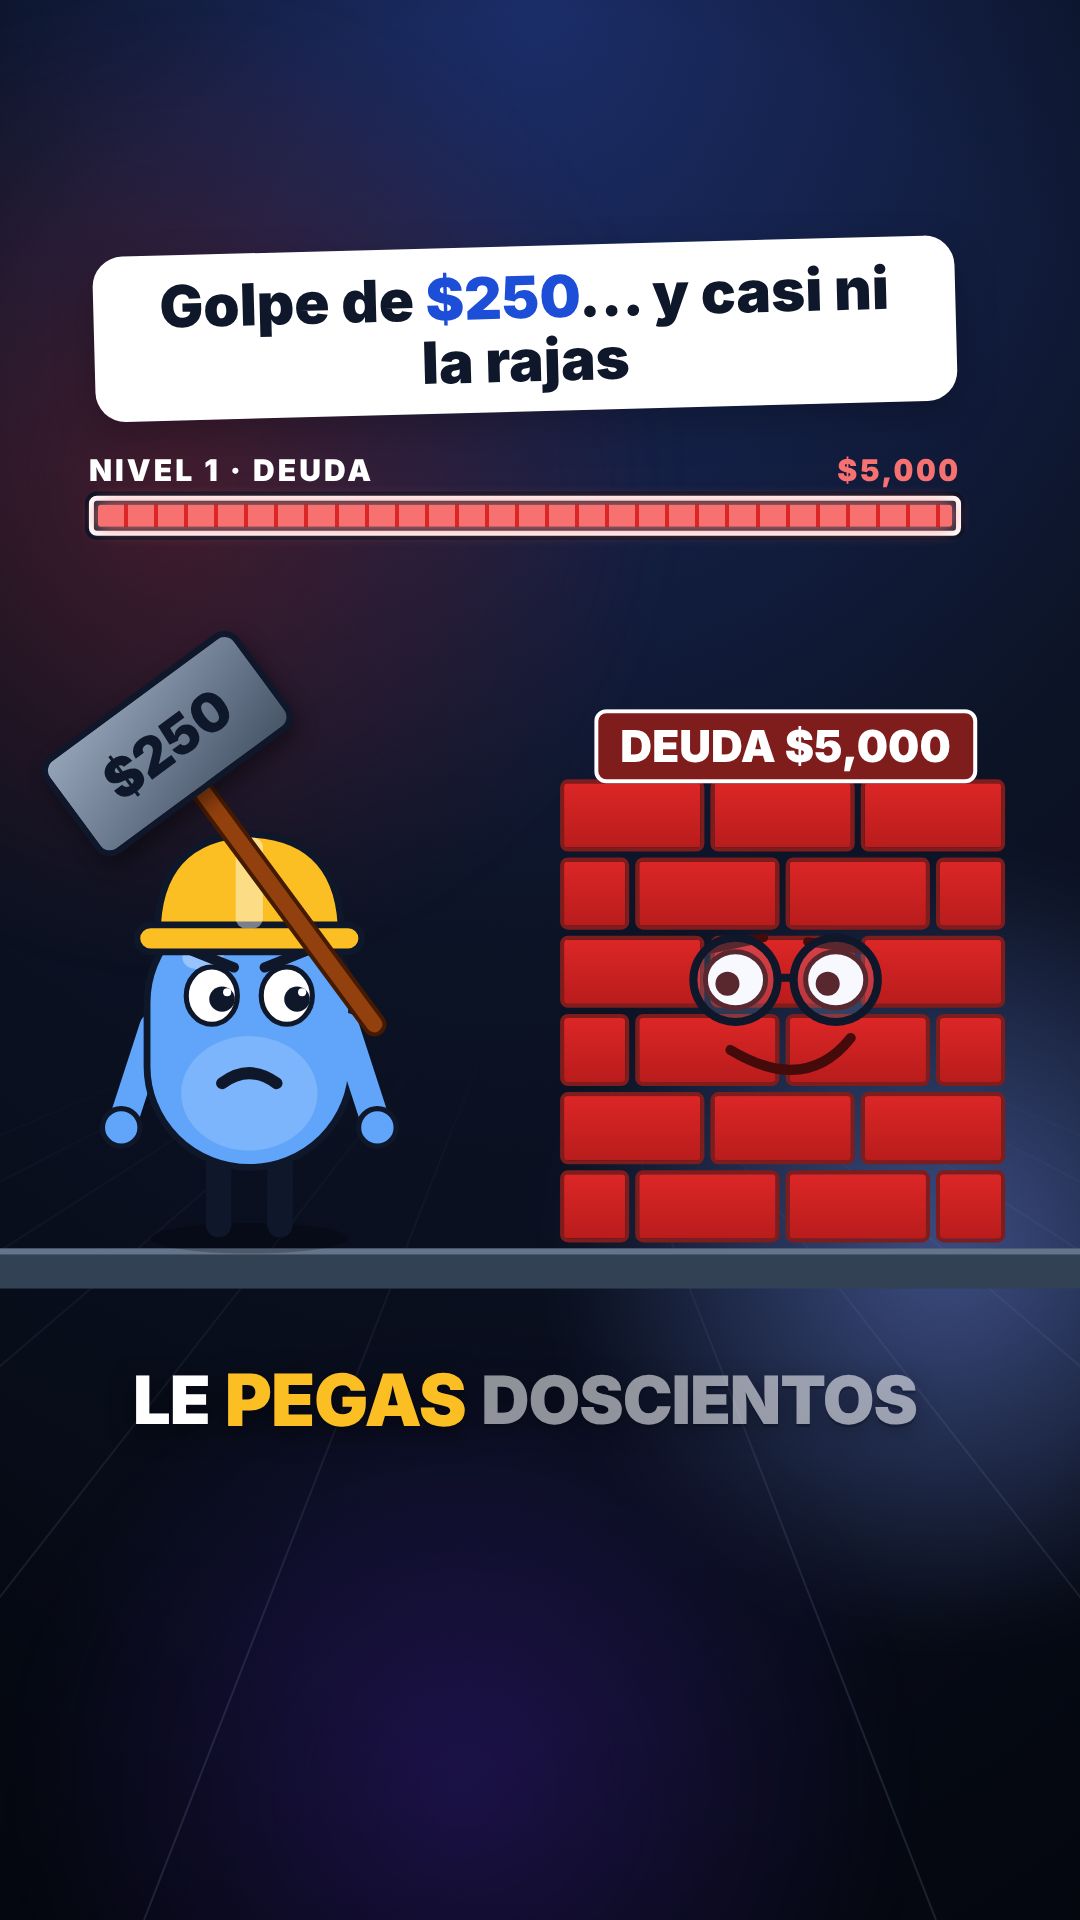 Golpe de $250... y casi ni
la rajas
NIVEL 1 · DEUDA $5,000
$250
DEUDA $5,000
LE PEGAS DOSCIENTOS